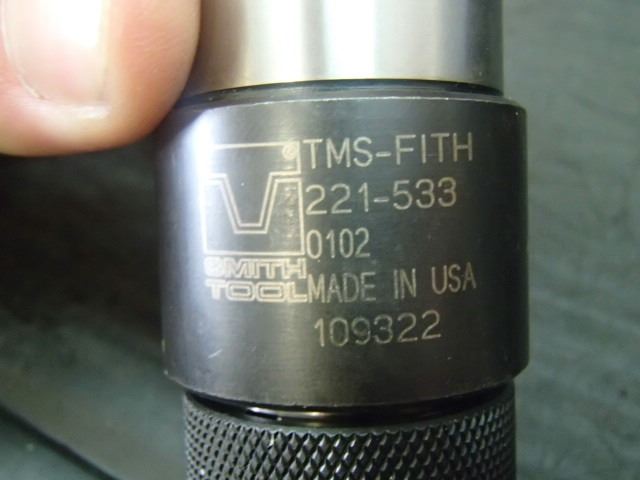 TMS-FITH
221-533
0102
SMITH
TOOL
MADE IN USA
109322